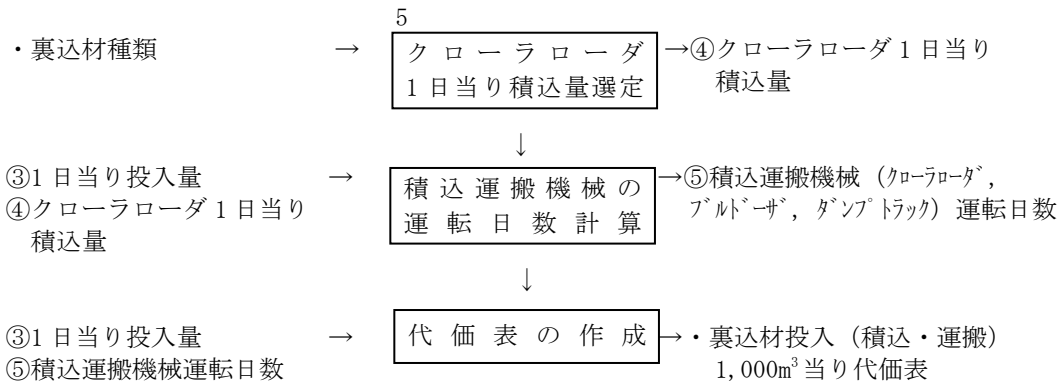 5
・裏込材種類 → クローラローダ →④クローラローダ1日当り
1日当り積込量選定 積込量
↓
③1日当り投入量 → 積込運搬機械の →⑤積込運搬機械（ｸﾛｰﾗﾛｰﾀﾞ，
④クローラローダ1日当り 運転日数計算 ﾌﾞﾙﾄﾞｰｻﾞ，ﾀﾞﾝﾌﾟﾄﾗｯｸ）運転日数
積込量
↓
③1日当り投入量 → 代価表の作成 →・裏込材投入（積込・運搬）
⑤積込運搬機械運転日数 1,000m³当り代価表